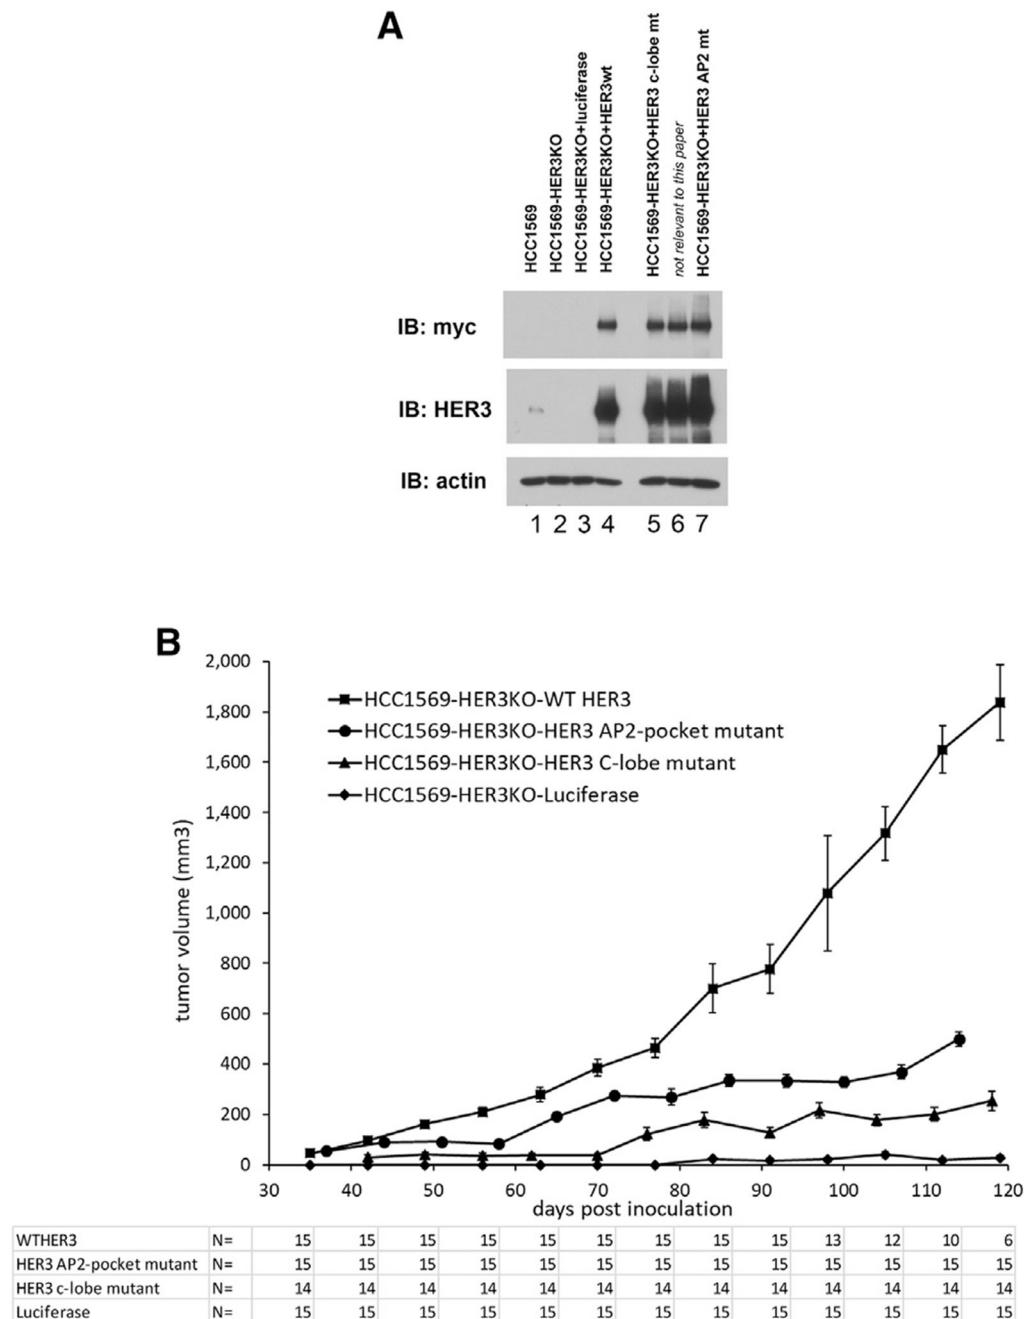 A
HCC1569
HCC1569-HER3KO
HCC1569-HER3KO+luciferase
HCC1569-HER3KO+HER3wt
HCC1569-HER3KO+HER3 c-lobe mt
not relevant to this paper
HCC1569-HER3KO+HER3 AP2 mt
IB: myc
IB: HER3
IB: actin
1 2 3 4 5 6 7
B
2,000
1,800
1,600
1,400
1,200
1,000
800
600
400
200
0
tumor volume (mm3)
HCC1569-HER3KO-WT HER3
HCC1569-HER3KO-HER3 AP2-pocket mutant
HCC1569-HER3KO-HER3 C-lobe mutant
HCC1569-HER3KO-Luciferase
30 40 50 60 70 80 90 100 110 120
days post inoculation
WTHER3 N= 15 15 15 15 15 15 15 15 15 13 12 10 6
HER3 AP2-pocket mutant N= 15 15 15 15 15 15 15 15 15 15 15 15 15
HER3 c-lobe mutant N= 14 14 14 14 14 14 14 14 14 14 14 14 14
Luciferase N= 15 15 15 15 15 15 15 15 15 15 15 15 15